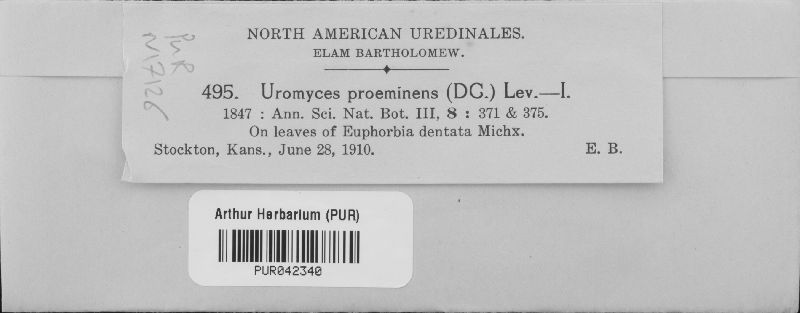 NORTH AMERICAN UREDINALES.
ELAM BARTHOLOMEW.
495. Uromyces proeminens (DC.) Lev.—I.
1847 : Ann. Sci. Nat. Bot. III, 8 : 371 & 375.
On leaves of Euphorbia dentata Michx.
Stockton, Kans., June 28, 1910. E. B.
PUR
N17126
Arthur Herbarium (PUR)
PUR042340